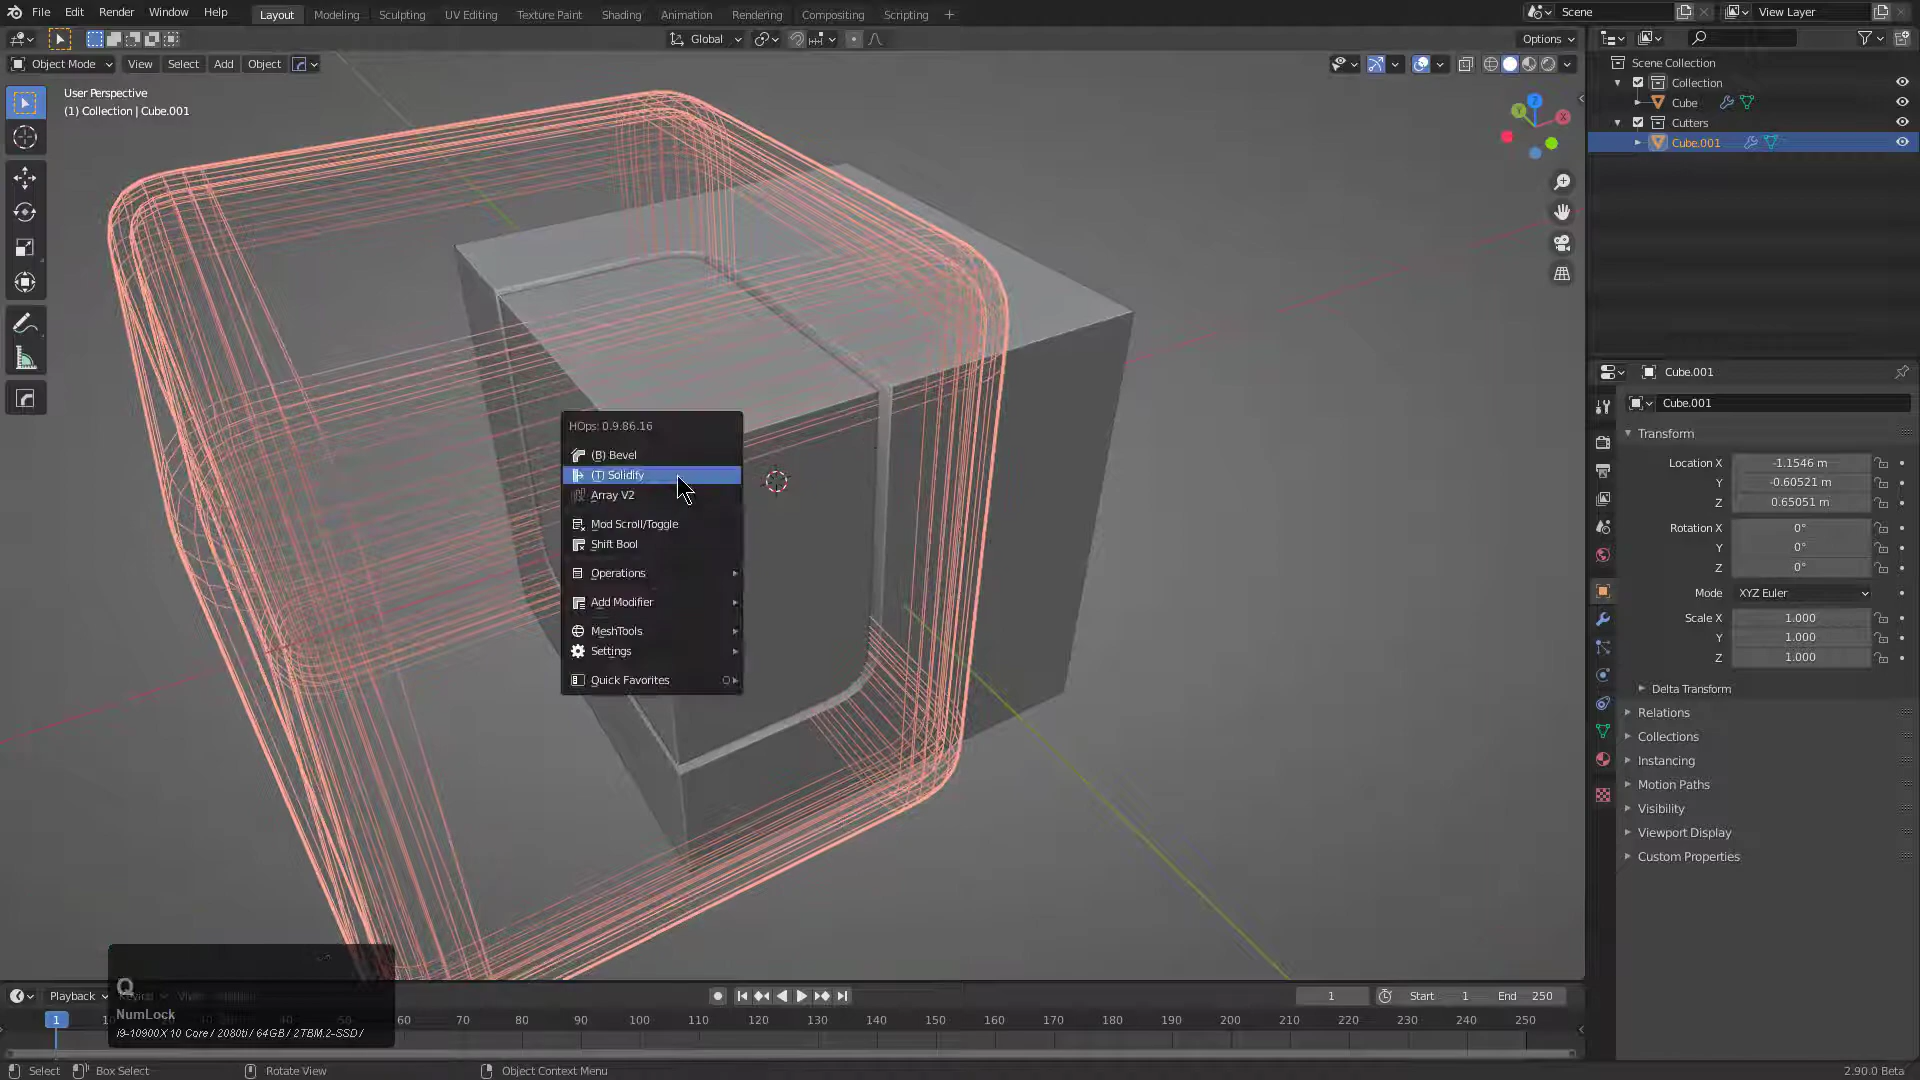 File Edit Render Window Help
Layout Modeling Sculpting UV Editing Texture Paint Shading Animation Rendering Compositing Scripting +
Scene
View Layer
Global
Options
Object Mode View Select Add Object
User Perspective
(1) Collection | Cube.001
Z
Y
X
Scene Collection
Collection
Cube
Cutters
Cube.001
HOps: 0.9.86.16
(B) Bevel
(T) Solidify
Array V2
Mod Scroll/Toggle
Shift Bool
Operations
Add Modifier
MeshTools
Settings
Quick Favorites
Cube.001
Cube.001
Transform
Location X -1.1546 m
Y -0.60521 m
Z 0.65051 m
Rotation X 0°
Y 0°
Z 0°
Mode XYZ Euler
Scale X 1.000
Y 1.000
Z 1.000
Delta Transform
Relations
Collections
Instancing
Motion Paths
Visibility
Viewport Display
Custom Properties
Q
NumLock
i9-10900X 10 Core / 2080ti / 64GB / 2TBM.2-SSD /
Playback
1
Start 1
End 250
1 60 70 80 90 100 110 120 130 140 150 160 170 180 190 200 210 220 230 240 250
Select Box Select Rotate View Object Context Menu 2.90.0 Beta